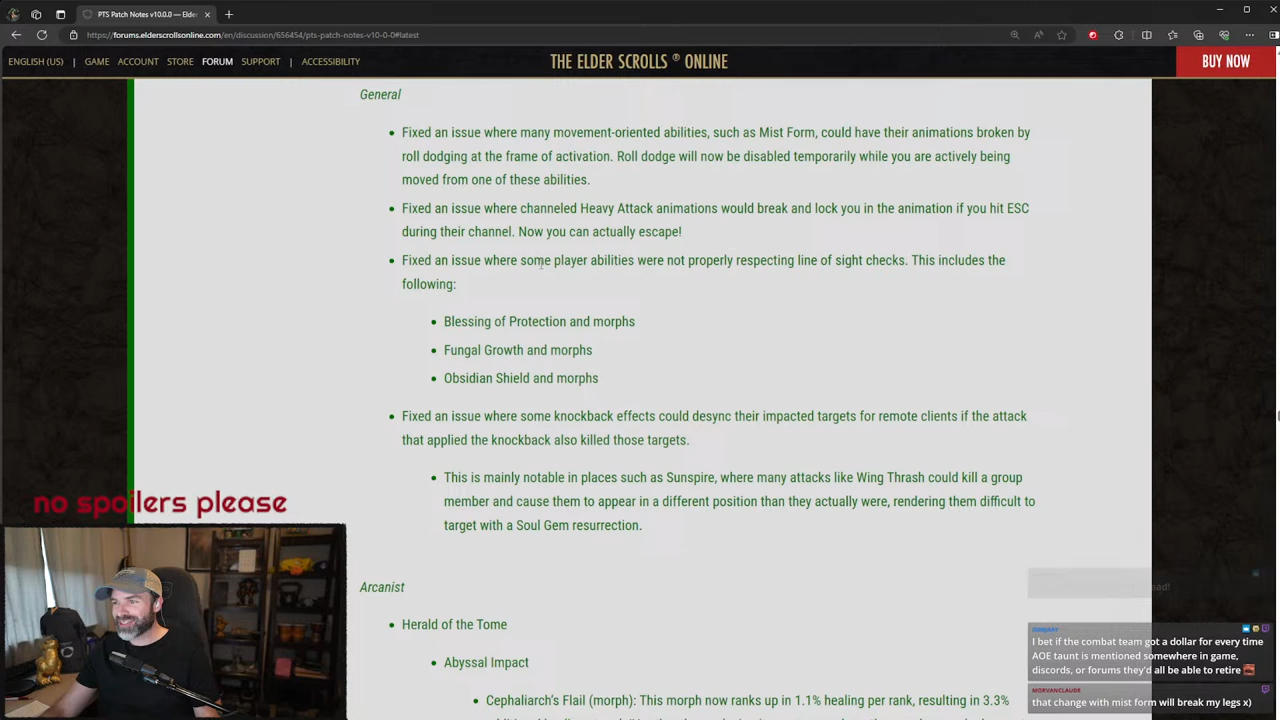 PTS Patch Notes v10.0.0 — Elder
https://forums.elderscrollsonline.com/en/discussion/656454/pts-patch-notes-v10-0-0#latest
ENGLISH (US) | GAME ACCOUNT STORE FORUM SUPPORT | ACCESSIBILITY THE ELDER SCROLLS ® ONLINE BUY NOW
General
Fixed an issue where many movement-oriented abilities, such as Mist Form, could have their animations broken by
roll dodging at the frame of activation. Roll dodge will now be disabled temporarily while you are actively being
moved from one of these abilities.
Fixed an issue where channeled Heavy Attack animations would break and lock you in the animation if you hit ESC
during their channel. Now you can actually escape!
Fixed an issue where some player abilities were not properly respecting line of sight checks. This includes the
following:
Blessing of Protection and morphs
Fungal Growth and morphs
Obsidian Shield and morphs
Fixed an issue where some knockback effects could desync their impacted targets for remote clients if the attack
that applied the knockback also killed those targets.
This is mainly notable in places such as Sunspire, where many attacks like Wing Thrash could kill a group
member and cause them to appear in a different position than they actually were, rendering them difficult to
target with a Soul Gem resurrection.
no spoilers please
Arcanist
Herald of the Tome
Abyssal Impact
Cephaliarch's Flail (morph): This morph now ranks up in 1.1% healing per rank, resulting in 3.3%
I bet if the combat team got a dollar for every time
AOE taunt is mentioned somewhere in game,
discords, or forums they'd all be able to retire
MORVANCLAUDE
that change with mist form will break my legs x)